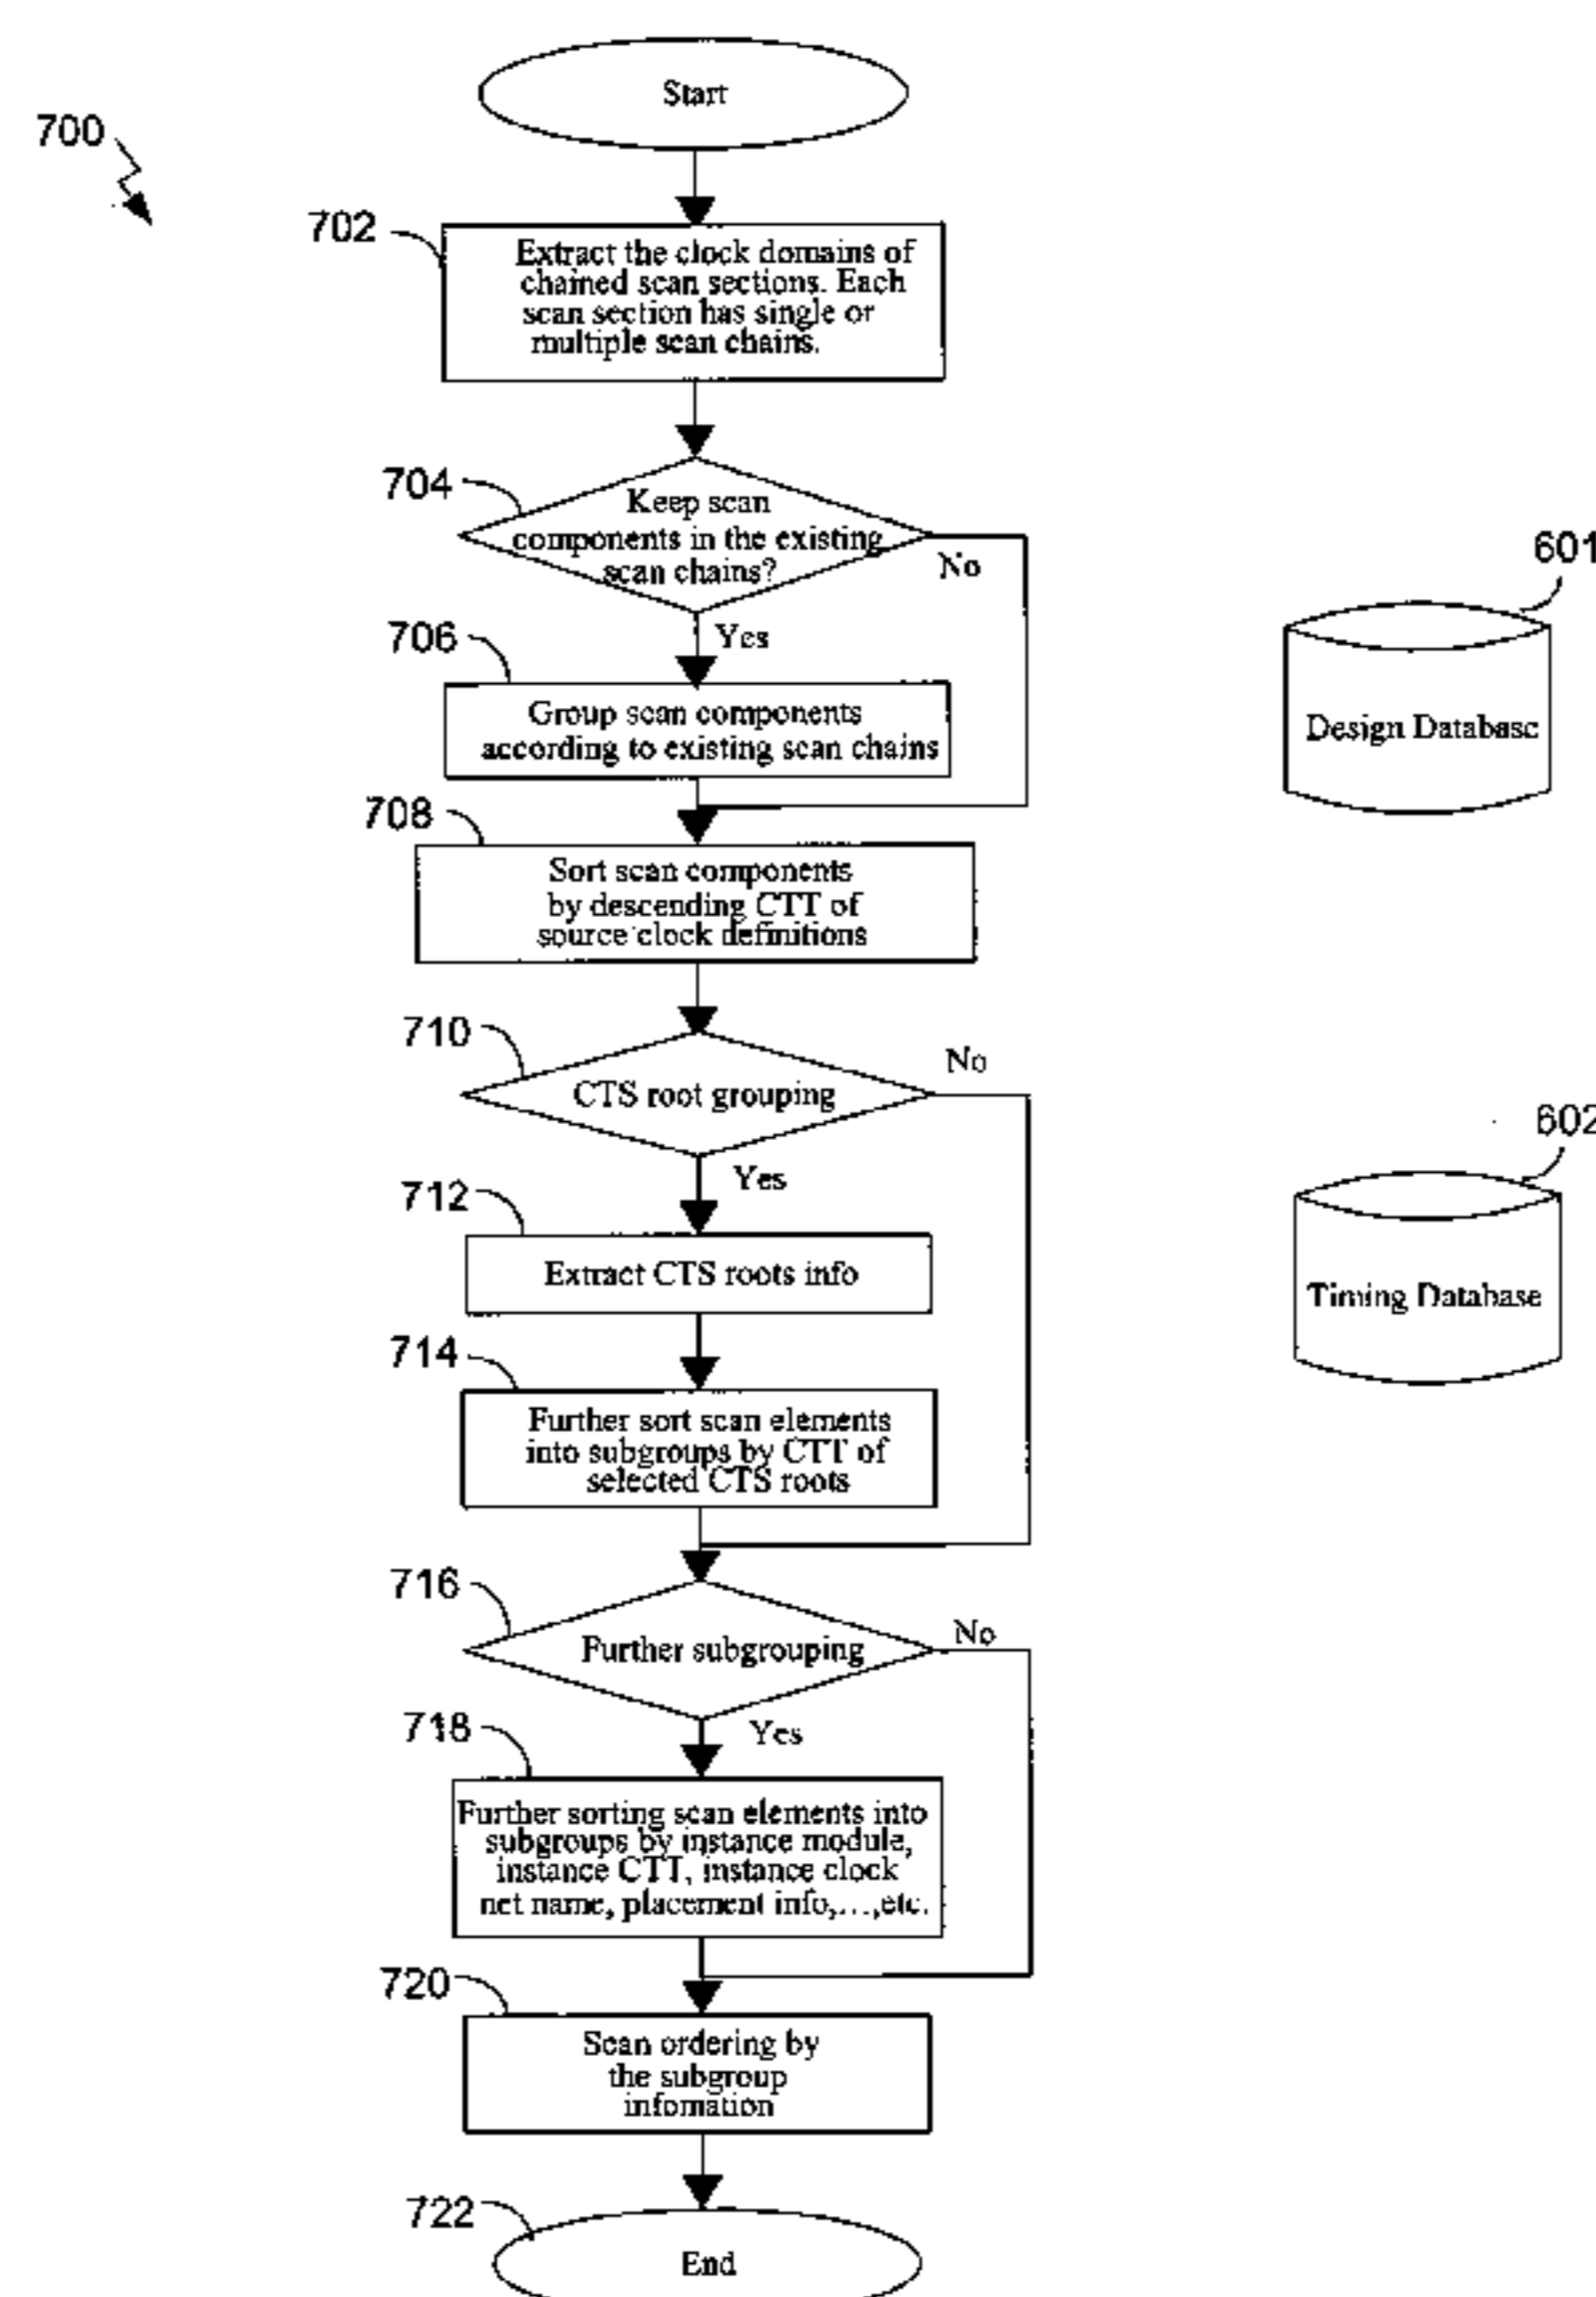 Start
700
702
Extract the clock domains of
chained scan sections. Each
scan section has single or
multiple scan chains.
704
Keep scan
components in the existing
scan chains?
No
Yes
601
Design Database
706
Group scan components
according to existing scan chains
708
Sort scan components
by descending CTT of
source clock definitions
710
CTS root grouping
No
Yes
602
Timing Database
712
Extract CTS roots info
714
Further sort scan elements
into subgroups by CTT of
selected CTS roots
716
Further subgrouping
No
Yes
718
Further sorting scan elements into
subgroups by instance module,
instance CTT, instance clock
net name, placement info,...,etc.
720
Scan ordering by
the subgroup
infomation
722
End